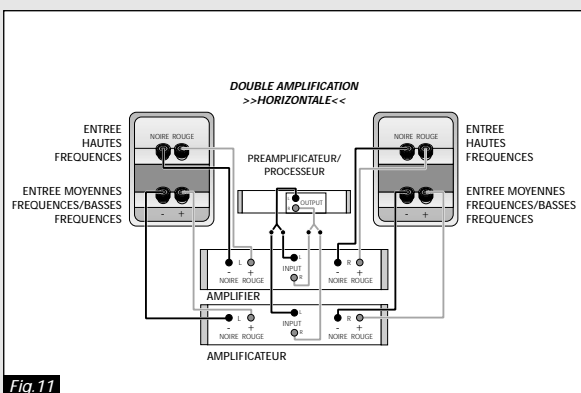 DOUBLE AMPLIFICATION
>>HORIZONTALE<<
ENTREE
HAUTES
FREQUENCES
NOIRE ROUGE
ENTREE MOYENNES
FREQUENCES/BASSES
FREQUENCES
- +
PREAMPLIFICATEUR/
PROCESSEUR
L
R
OUTPUT
NOIRE ROUGE
ENTREE
HAUTES
FREQUENCES
ENTREE MOYENNES
FREQUENCES/BASSES
FREQUENCES
- +
L
- +
NOIRE ROUGE
L
INPUT
R
R
- +
NOIRE ROUGE
AMPLIFIER
L
- +
NOIRE ROUGE
L
INPUT
R
R
- +
NOIRE ROUGE
AMPLIFICATEUR
Fig.11